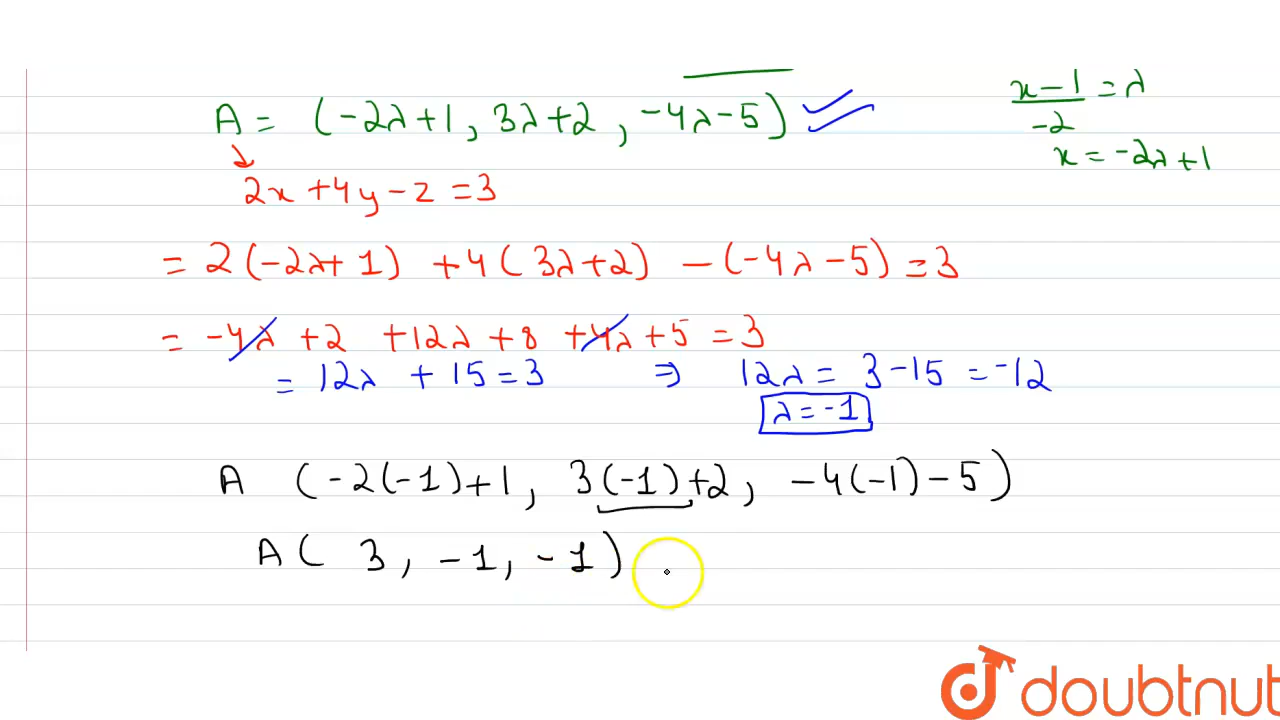 A = (-2λ+1, 3λ+2, -4λ-5)
x-1/-2 = λ
x = -2λ+1
2x+4y-z=3
= 2(-2λ+1) +4(3λ+2) -(-4λ-5) = 3
= -4λ +2 +12λ +8 +4λ +5 = 3
= 12λ + 15 = 3 ⇒ 12λ = 3-15 = -12
λ = -1
A (-2(-1)+1, 3(-1)+2, -4(-1)-5)
A( 3, -1, -1)
doubtnut